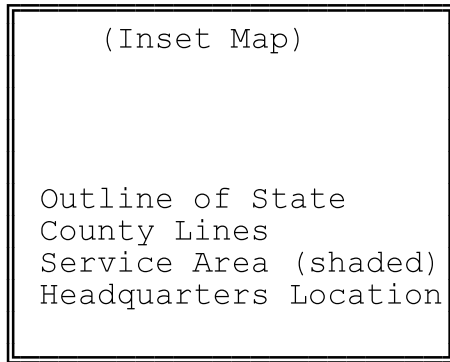 (Inset Map)
Outline of State
County Lines
Service Area (shaded)
Headquarters Location